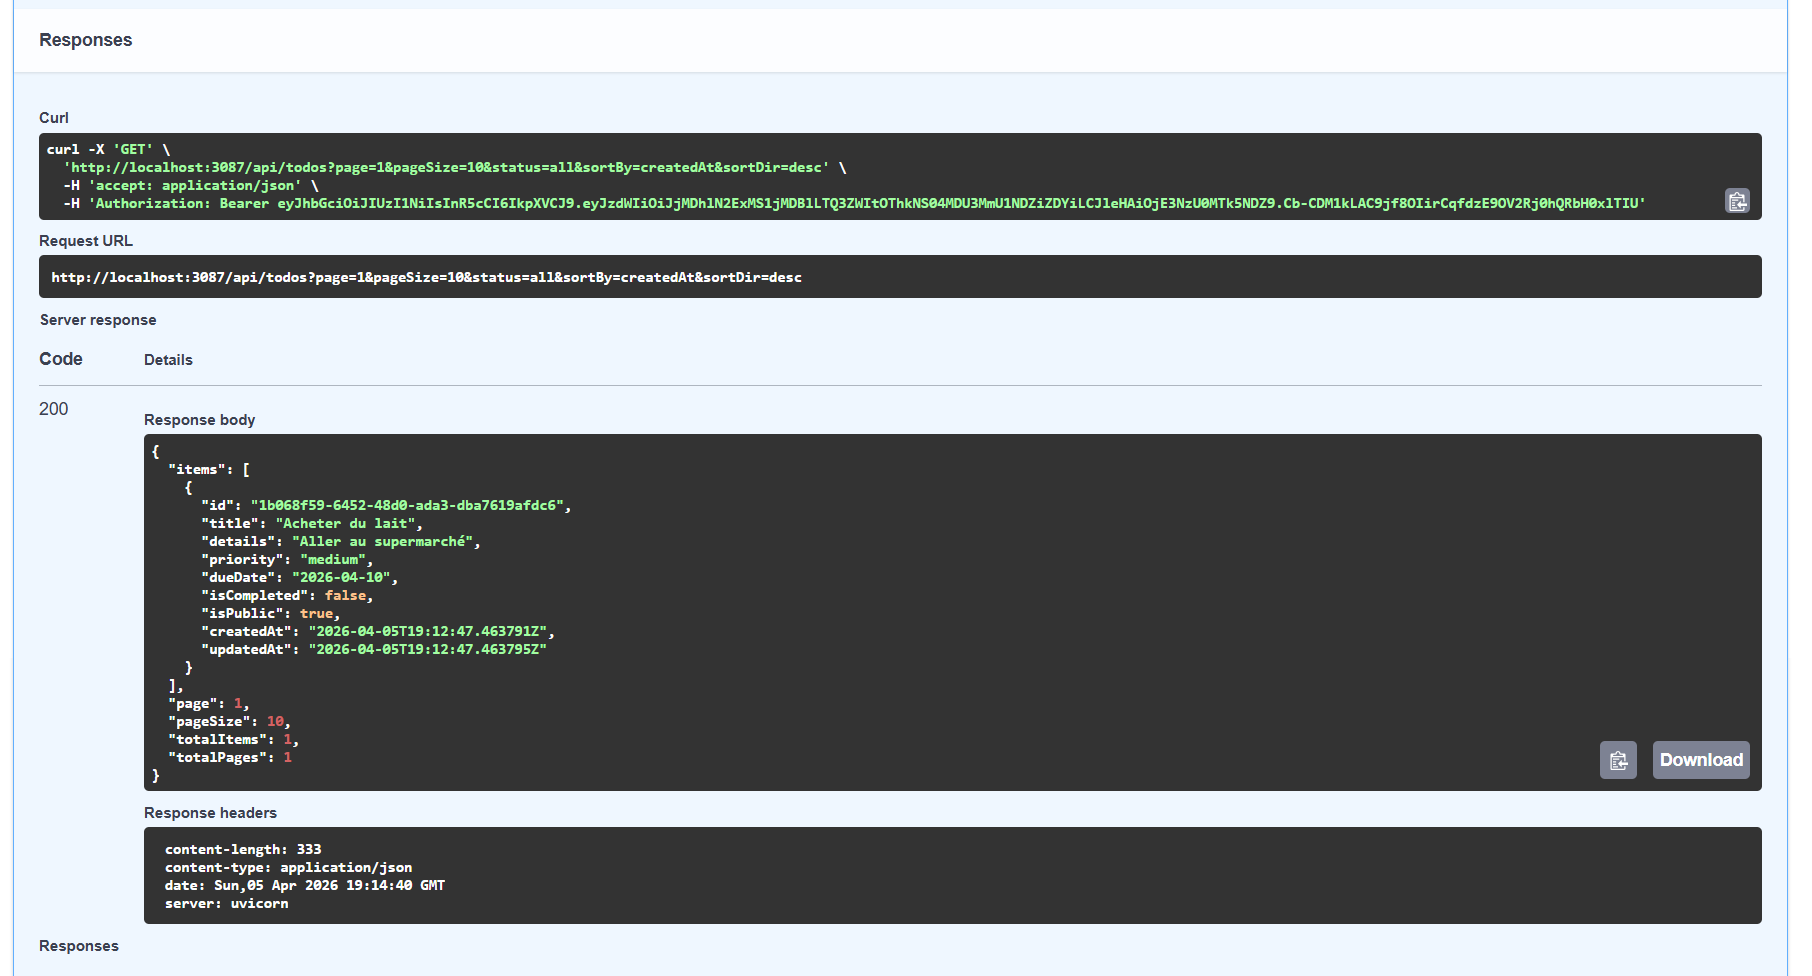 Responses
Curl
curl -X 'GET' \
'http://localhost:3087/api/todos?page=1&pageSize=10&status=all&sortBy=createdAt&sortDir=desc' \
-H 'accept: application/json' \
-H 'Authorization: Bearer eyJhbGciOiJIUzI1NiIsInR5cCI6IkpXVCJ9.eyJzdWIiOiJjMDhlN2ExMS1jMDBlLTQ3ZWItOThkNS04MDU3MmU1NDZiZDYiLCJleHAiOjE3NzU0MTk5NDZ9.Cb-CDM1kLAC9jf8OIirCqfdzE9OV2Rj0hQRbH0xlTIU'
Request URL
http://localhost:3087/api/todos?page=1&pageSize=10&status=all&sortBy=createdAt&sortDir=desc
Server response
Code Details
200
Response body
{
"items": [
{
"id": "1b068f59-6452-48d0-ada3-dba7619afdc6",
"title": "Acheter du lait",
"details": "Aller au supermarché",
"priority": "medium",
"dueDate": "2026-04-10",
"isCompleted": false,
"isPublic": true,
"createdAt": "2026-04-05T19:12:47.463791Z",
"updatedAt": "2026-04-05T19:12:47.463795Z"
}
],
"page": 1,
"pageSize": 10,
"totalItems": 1,
"totalPages": 1
}
Download
Response headers
content-length: 333
content-type: application/json
date: Sun,05 Apr 2026 19:14:40 GMT
server: uvicorn
Responses